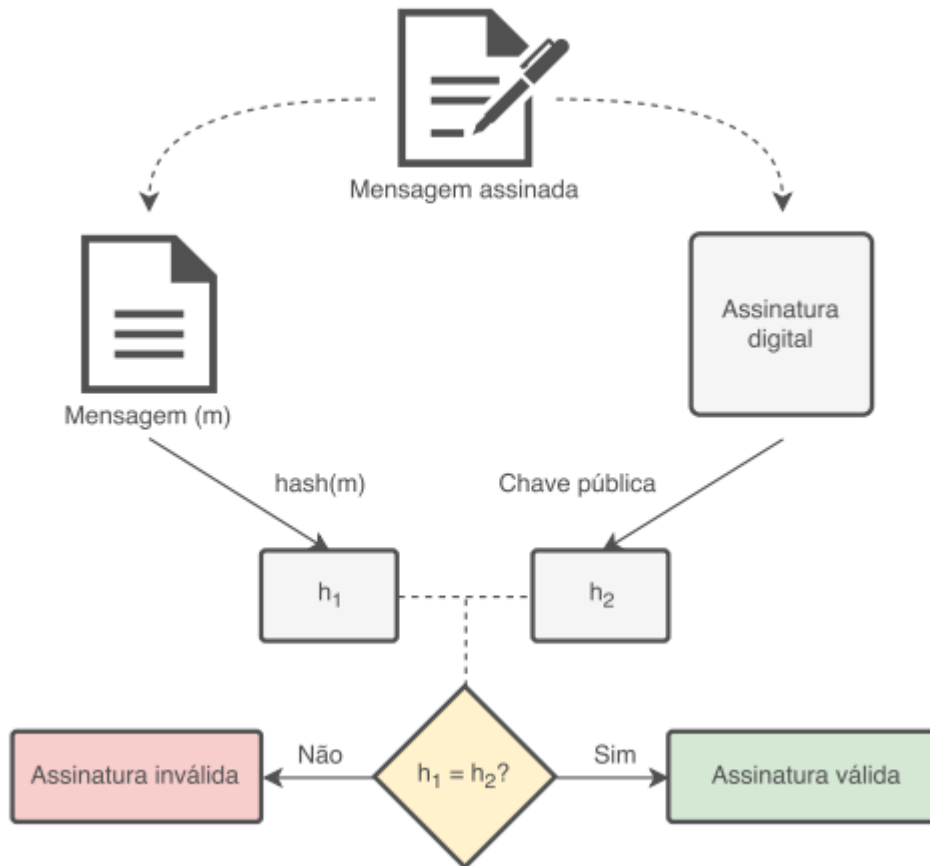 Mensagem assinada
Assinatura
digital
Mensagem (m)
hash(m)
Chave pública
h₁
h₂
Não
Sim
Assinatura inválida
h₁ = h₂?
Assinatura válida